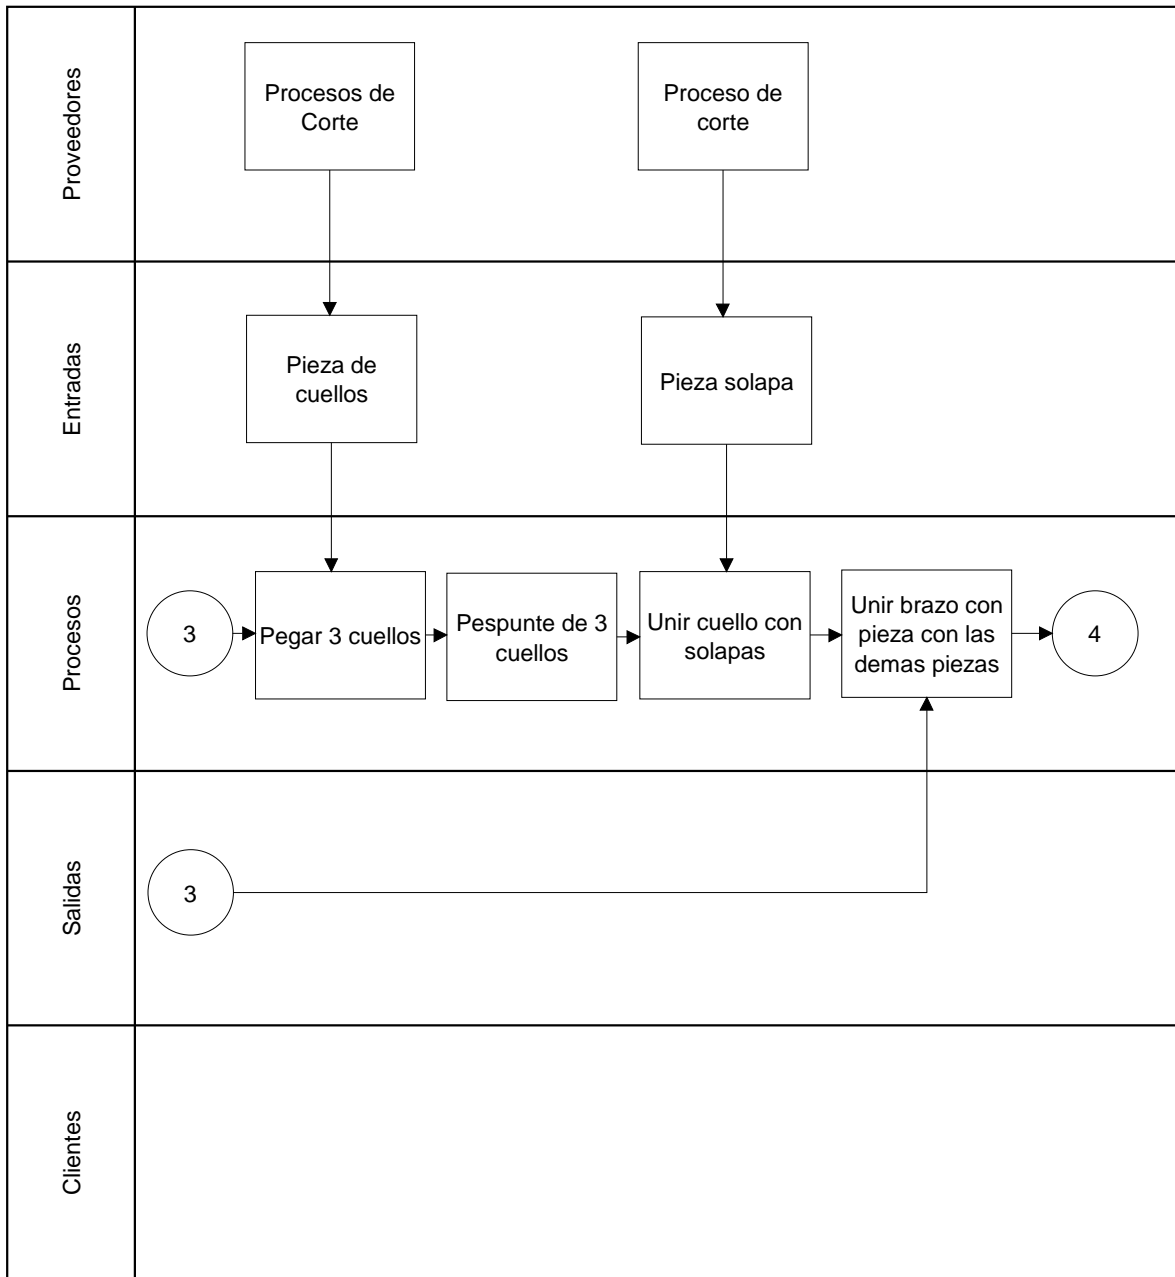 Proveedores
Procesos de
Corte
Proceso de
corte
Entradas
Pieza de
cuellos
Pieza solapa
Procesos
3
Pegar 3 cuellos
Pespunte de 3
cuellos
Unir cuello con
solapas
Unir brazo con
pieza con las
demas piezas
4
Salidas
3
Clientes